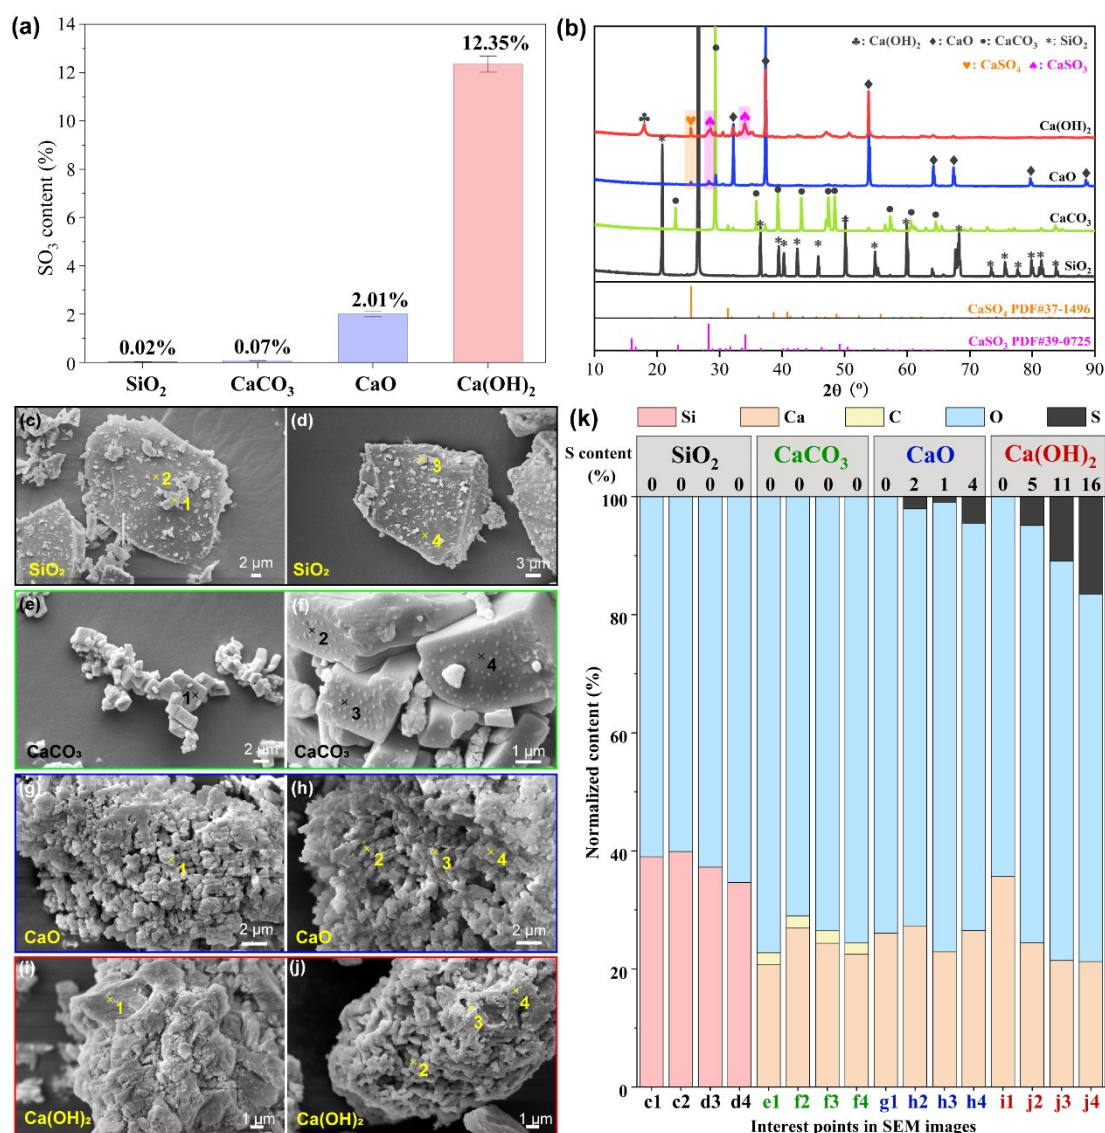 (a)
SO₃ content (%)
14
12
10
8
6
4
2
0
0.02%
0.07%
2.01%
12.35%
SiO₂
CaCO₃
CaO
Ca(OH)₂
(b)
♣: Ca(OH)₂ ♦: CaO •: CaCO₃ *: SiO₂
♥: CaSO₄ ♠: CaSO₃
Ca(OH)₂
CaO
CaCO₃
SiO₂
CaSO₄ PDF#37-1496
CaSO₃ PDF#39-0725
10 20 30 40 50 60 70 80 90
2θ (°)
(c)
2
1
SiO₂
2 μm
(d)
3
4
SiO₂
3 μm
(e)
1
CaCO₃
2 μm
(f)
2
4
3
CaCO₃
1 μm
(g)
1
CaO
2 μm
(h)
2
3
4
CaO
2 μm
(i)
1
Ca(OH)₂
1 μm
(j)
4
3
2
Ca(OH)₂
1 μm
(k)
Si Ca C O S
S content
(%)
SiO₂ CaCO₃ CaO Ca(OH)₂
0 0 0 0 0 0 0 0 0 2 1 4 0 5 11 16
Normalized content (%)
100
80
60
40
20
0
c1 c2 d3 d4 e1 f2 f3 f4 g1 h2 h3 h4 i1 j2 j3 j4
Interest points in SEM images